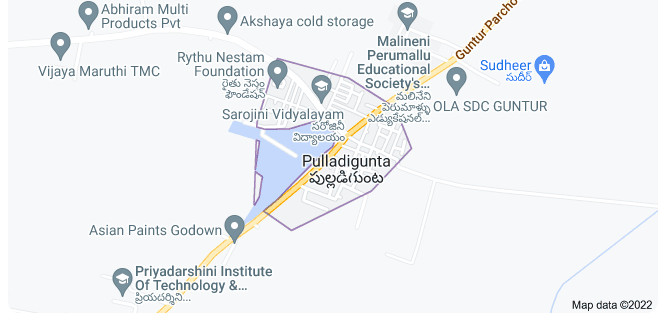 Abhiram Multi
Products Pvt
Akshaya cold storage
Vijaya Maruthi TMC
Rythu Nestam
Foundation
రైతు నెసం
ఫౌండేషన్
Malineni
Perumallu
Educational
Society's...
మలినేని
పెరుమాళ్ళు
ఎడ్యుకేషనల్...
Guntur Parcho
Sudheer
సుదీర్
OLA SDC GUNTUR
Sarojini Vidyalayam
సరోజినీ
విద్యాలయం
Pulladigunta
పుల్లడిగుంట
Asian Paints Godown
Priyadarshini Institute
Of Technology &...
ప్రియదర్శిని...
Map data ©2022